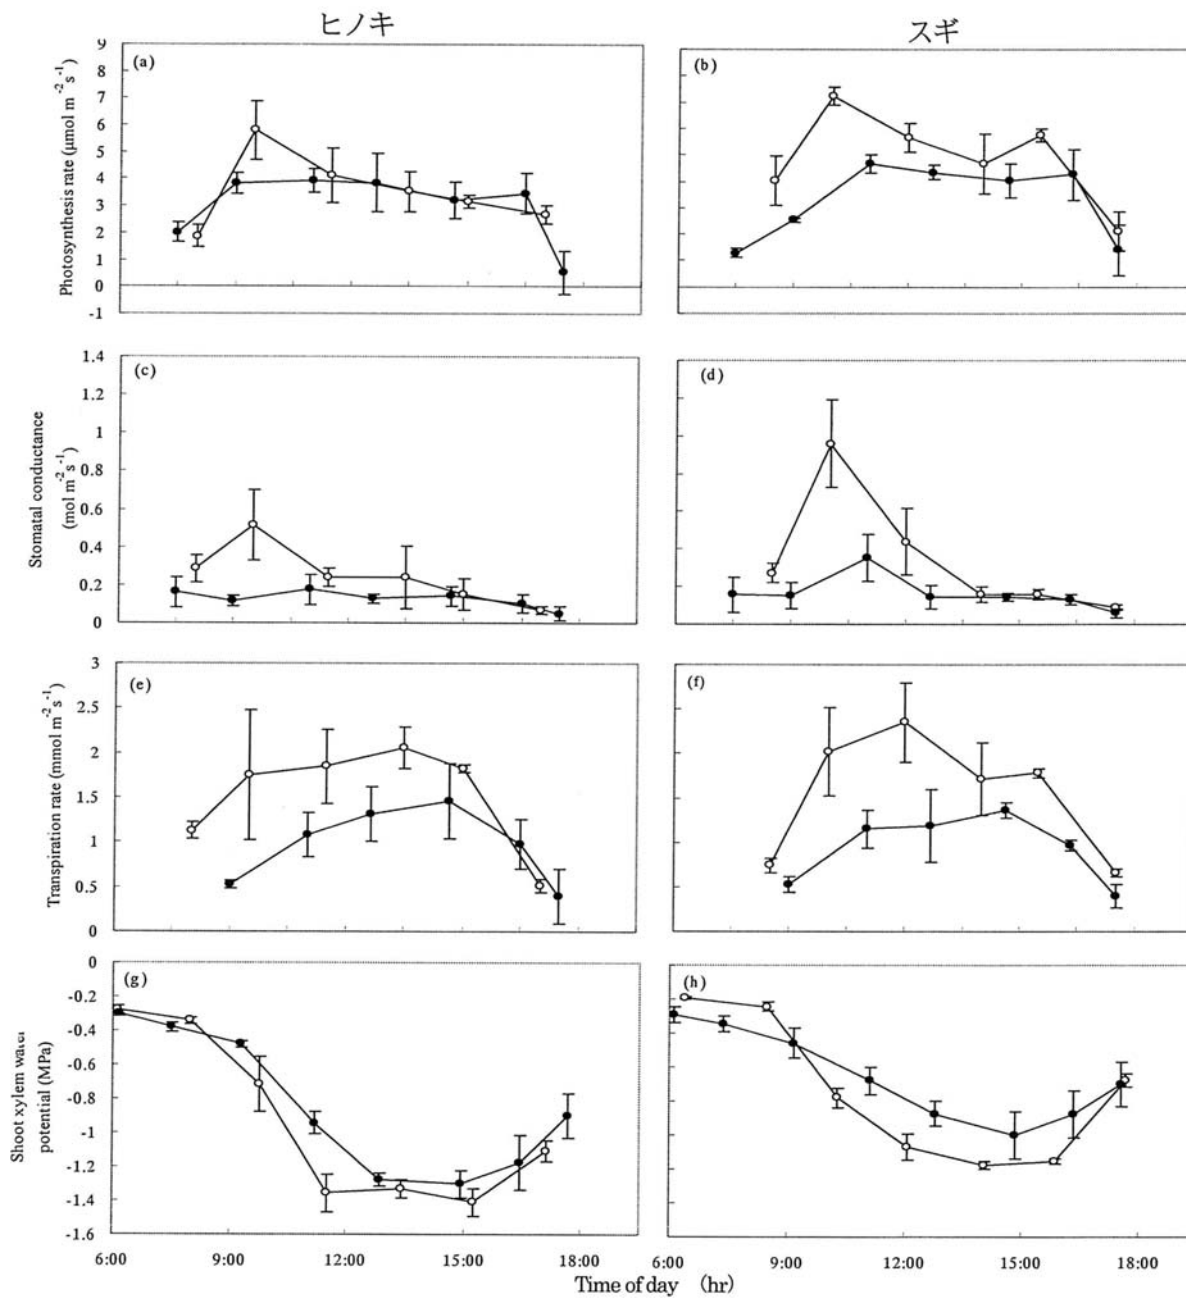 ヒノキ
スギ
9
8
7
6
5
4
3
2
1
0
-1
Photosynthesis rate (μmol m-2s-1)
(a)
(b)
1.4
1.2
1
0.8
0.6
0.4
0.2
0
Stomatal conductance
(mol m-2s-1)
(c)
(d)
3
2.5
2
1.5
1
0.5
0
Transpiration rate (mmol m-2s-1)
(e)
(f)
0
-0.2
-0.4
-0.6
-0.8
-1
-1.2
-1.4
-1.6
Shoot xylem water
potential (MPa)
(g)
(h)
6:00 9:00 12:00 15:00 18:00 6:00 9:00 12:00 15:00 18:00
Time of day (hr)